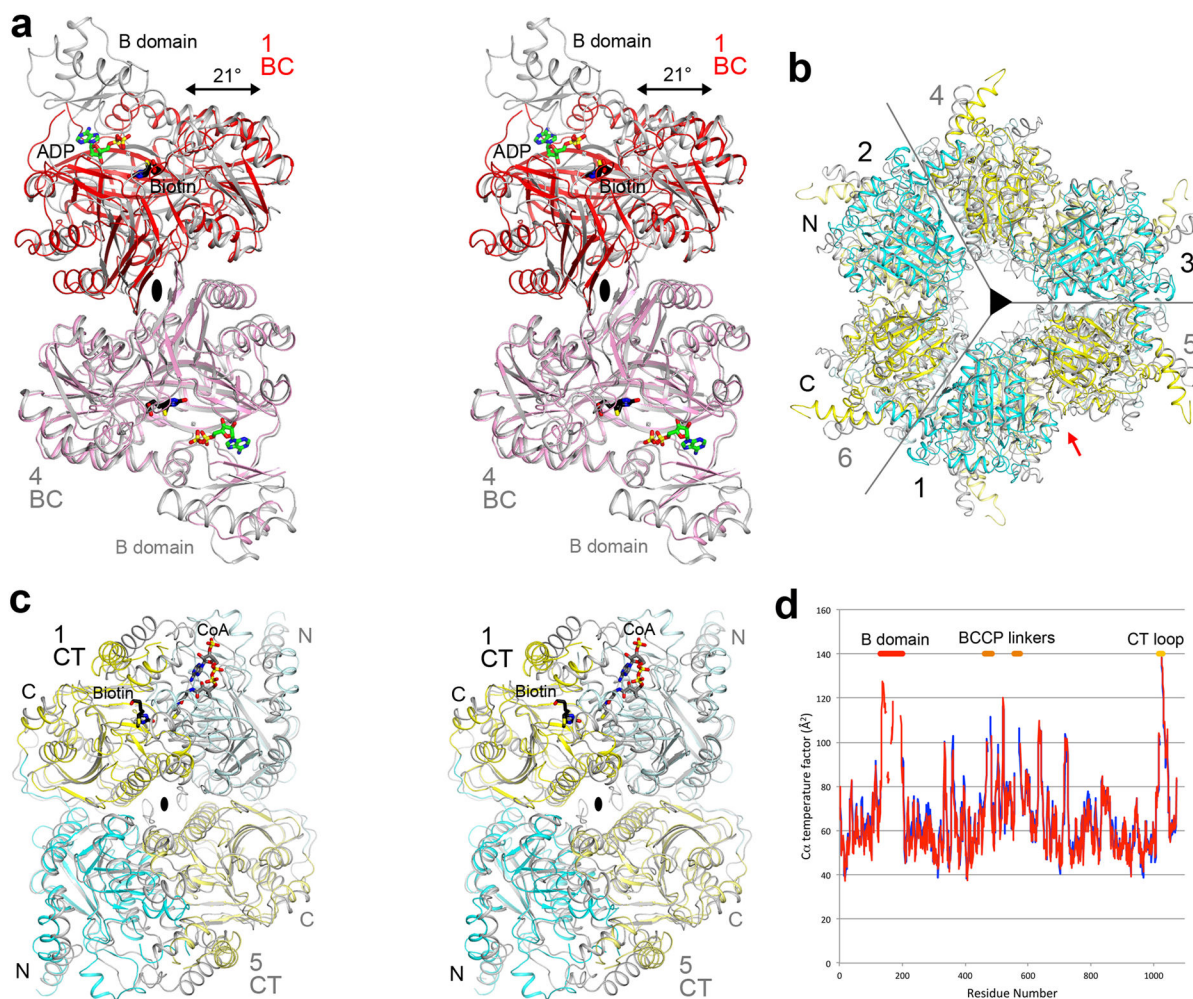 a
B domain
1
BC
21°
ADP
Biotin
4
BC
B domain
B domain
1
BC
21°
ADP
Biotin
4
BC
B domain
b
4
2
N
3
5
C
6
1
c
1
CT
CoA
N
Biotin
C
C
N
5
CT
1
CT
CoA
N
Biotin
C
C
N
5
CT
d
160
140
120
100
80
60
40
20
0
B domain
BCCP linkers
CT loop
Cα temperature factor (Å²)
0
200
400
600
800
1000
Residue Number